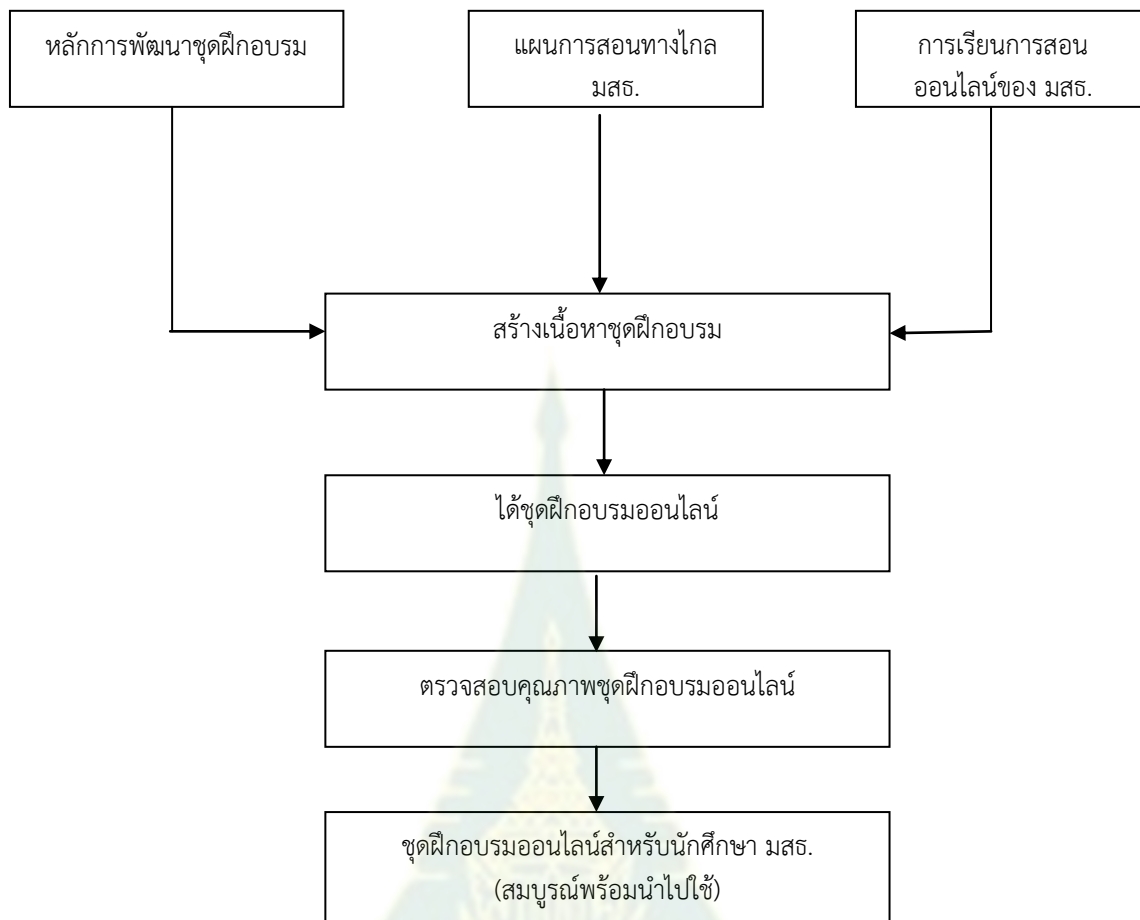 หลักการพัฒนาชุดฝึกอบรม
แผนการสอนทางไกล
มสธ.
การเรียนการสอน
ออนไลน์ของ มสธ.
สร้างเนื้อหาชุดฝึกอบรม
ได้ชุดฝึกอบรมออนไลน์
ตรวจสอบคุณภาพชุดฝึกอบรมออนไลน์
ชุดฝึกอบรมออนไลน์สำหรับนักศึกษา มสธ.
(สมบูรณ์พร้อมนำไปใช้)